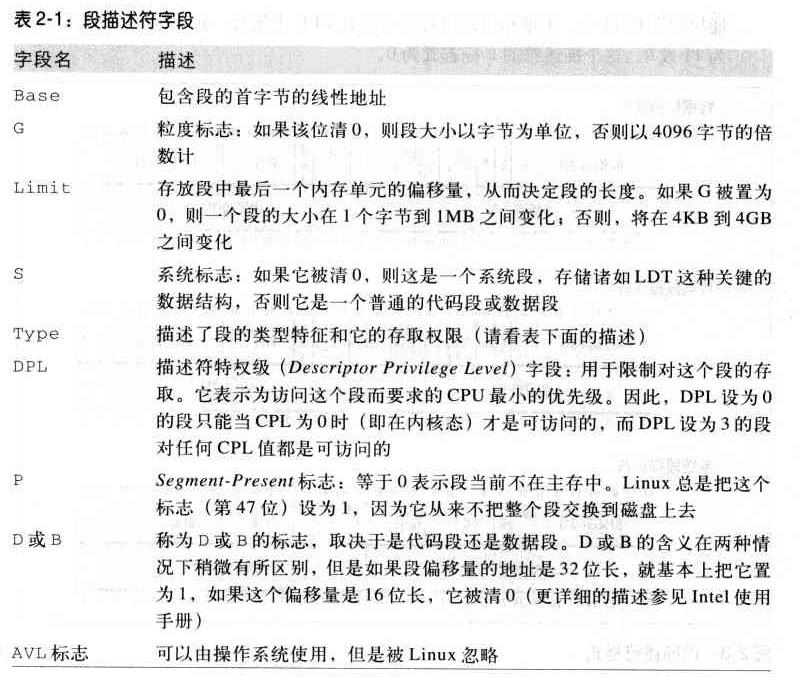 表 2-1：段描述符字段
字段名 描述
Base 包含段的首字节的线性地址
G 粒度标志：如果该位清 0，则段大小以字节为单位，否则以 4096 字节的倍
数计
Limit 存放段中最后一个内存单元的偏移量，从而决定段的长度。如果 G 被置为
0，则一个段的大小在 1 个字节到 1MB 之间变化；否则，将在 4KB 到 4GB
之间变化
S 系统标志：如果它被清 0，则这是一个系统段，存储诸如 LDT 这种关键的
数据结构，否则它是一个普通的代码段或数据段
Type 描述了段的类型特征和它的存取权限（请看表下面的描述）
DPL 描述符特权级（Descriptor Privilege Level）字段：用于限制对这个段的存
取。它表示为访问这个段而要求的 CPU 最小的优先级。因此，DPL 设为 0
的段只能当 CPL 为 0 时（即在内核态）才是可访问的，而 DPL 设为 3 的段
对任何 CPL 值都是可访问的
P Segment-Present 标志：等于 0 表示段当前不在主存中。Linux 总是把这个
标志（第 47 位）设为 1，因为它从来不把整个段交换到磁盘上去
D 或 B 称为 D 或 B 的标志，取决于是代码段还是数据段。D 或 B 的含义在两种情
况下稍微有所区别，但是如果段偏移量的地址是 32 位长，就基本上把它置
为 1，如果这个偏移量是 16 位长，它被清 0（更详细的描述参见 Intel 使用
手册）
AVL 标志 可以由操作系统使用，但是被 Linux 忽略